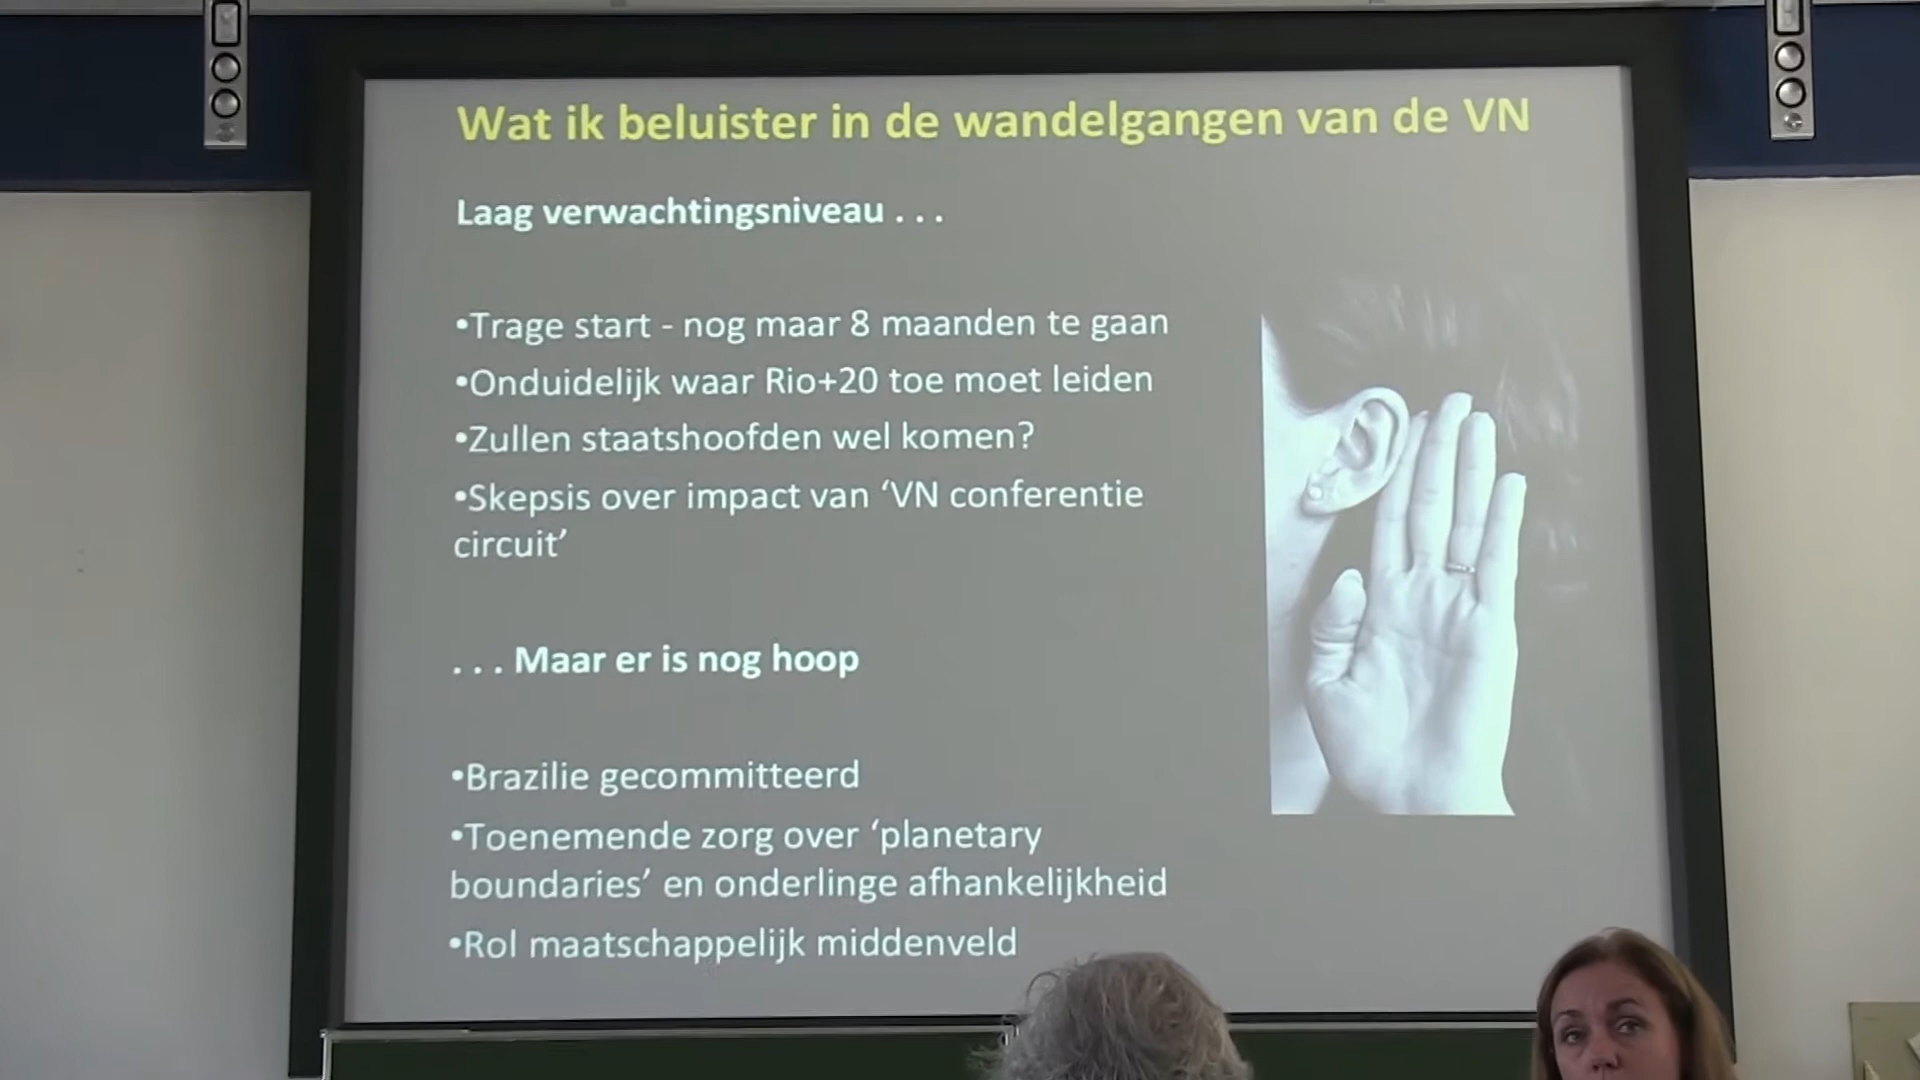 Wat ik beluister in de wandelgangen van de VN
Laag verwachtingsniveau . . .
•Trage start - nog maar 8 maanden te gaan
•Onduidelijk waar Rio+20 toe moet leiden
•Zullen staatshoofden wel komen?
•Skepsis over impact van ‘VN conferentie
circuit’
. . . Maar er is nog hoop
•Brazilie gecommitteerd
•Toenemende zorg over ‘planetary
boundaries’ en onderlinge afhankelijkheid
•Rol maatschappelijk middenveld